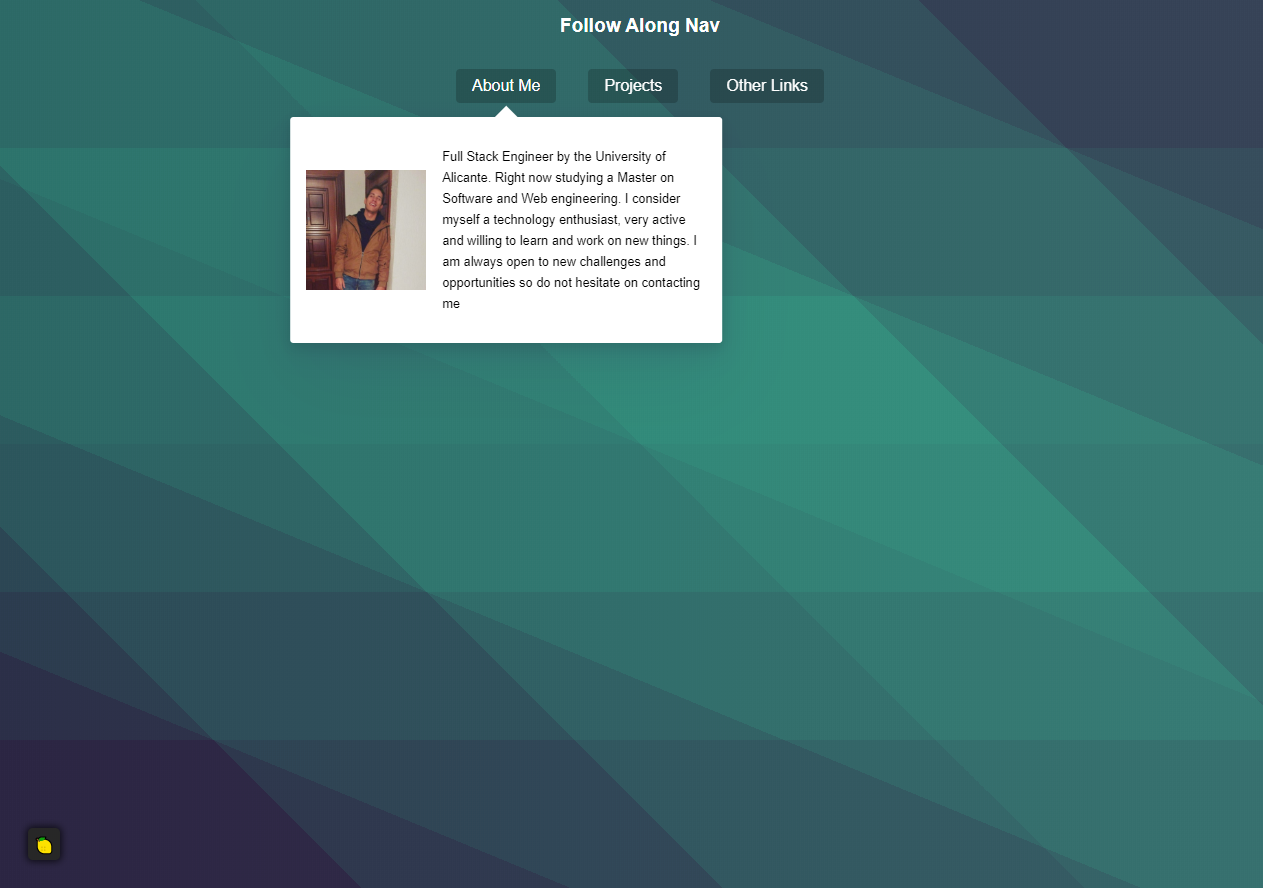 Follow Along Nav
About Me
Projects
Other Links
Full Stack Engineer by the University of
Alicante. Right now studying a Master on
Software and Web engineering. I consider
myself a technology enthusiast, very active
and willing to learn and work on new things. I
am always open to new challenges and
opportunities so do not hesitate on contacting
me